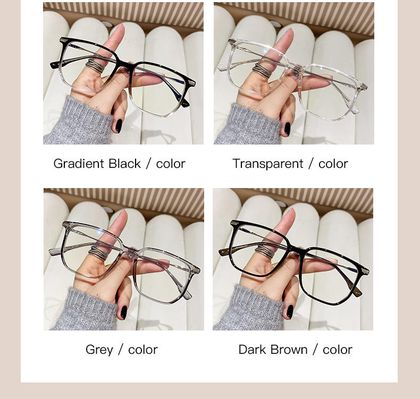 Gradient Black / color
Transparent / color
Grey / color
Dark Brown / color